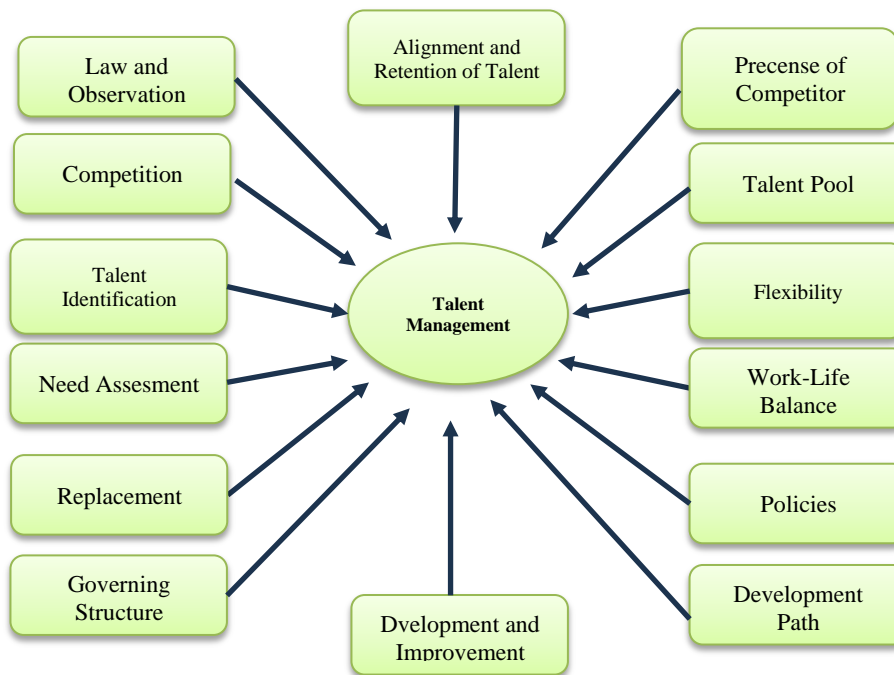 Alignment and
Retention of Talent
Law and
Observation
Precense of
Competitor
Competition
Talent Pool
Talent
Identification
Talent
Management
Flexibility
Need Assesment
Work-Life
Balance
Replacement
Policies
Governing
Structure
Development
Path
Dvelopment and
Improvement